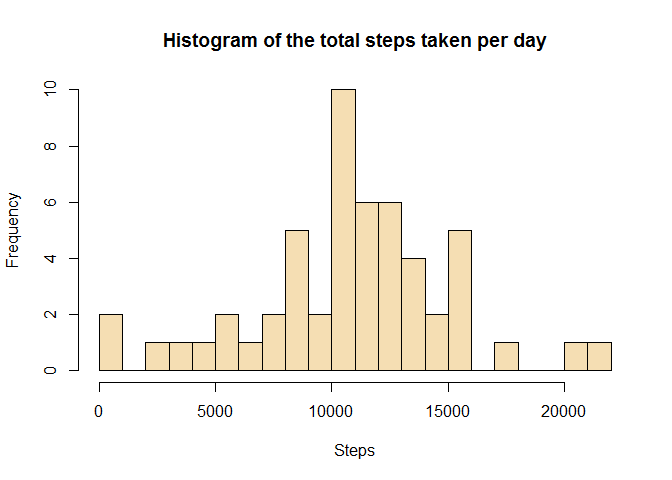 Histogram of the total steps taken per day
Frequency
10
8
6
4
2
0
0 5000 10000 15000 20000
Steps